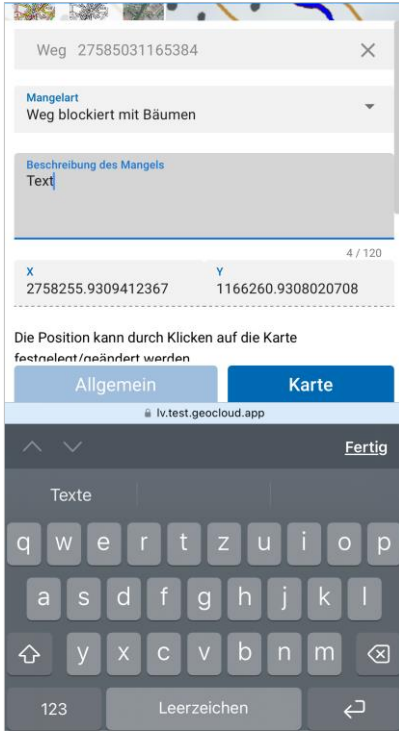 Weg 27585031165384
Mangelart
Weg blockiert mit Bäumen
Beschreibung des Mangels
Text
4 / 120
X Y
2758255.9309412367 1166260.9308020708
Die Position kann durch Klicken auf die Karte
festgelegt/geändert werden
Allgemein Karte
lv.test.geocloud.app
Fertig
Texte
q w e r t z u i o p
a s d f g h j k l
y x c v b n m
123 Leerzeichen